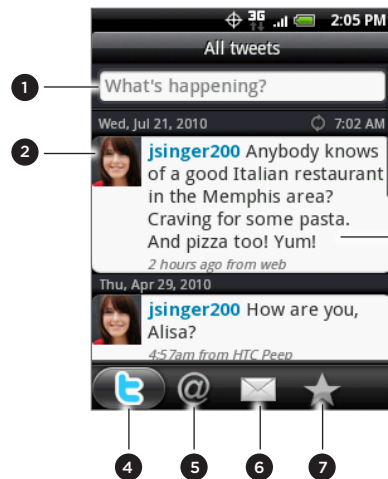 3G 2:05 PM
All tweets
1 What's happening?
Wed, Jul 21, 2010 7:02 AM
2 jsinger200 Anybody knows
of a good Italian restaurant
in the Memphis area?
Craving for some pasta.
And pizza too! Yum!
2 hours ago from web
Thu, Apr 29, 2010
jsinger200 How are you,
Alisa?
4:57am from HTC Peep
@
4 5 6 7